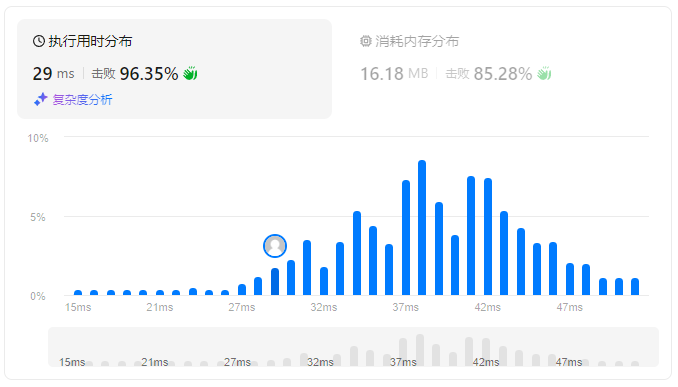 执行用时分布
29 ms 击败 96.35%
复杂度分析
消耗内存分布
16.18 MB 击败 85.28%
10%
5%
0%
15ms 21ms 27ms 32ms 37ms 42ms 47ms
15ms 21ms 27ms 32ms 37ms 42ms 47ms